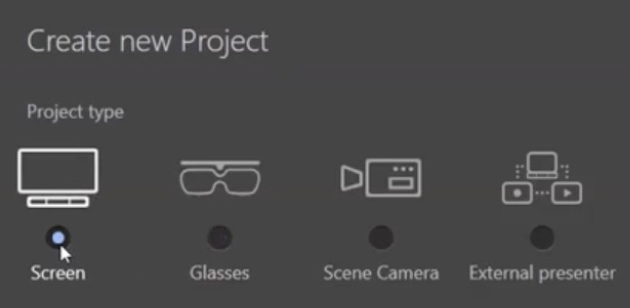 Create new Project
Project type
Screen Glasses Scene Camera External presenter